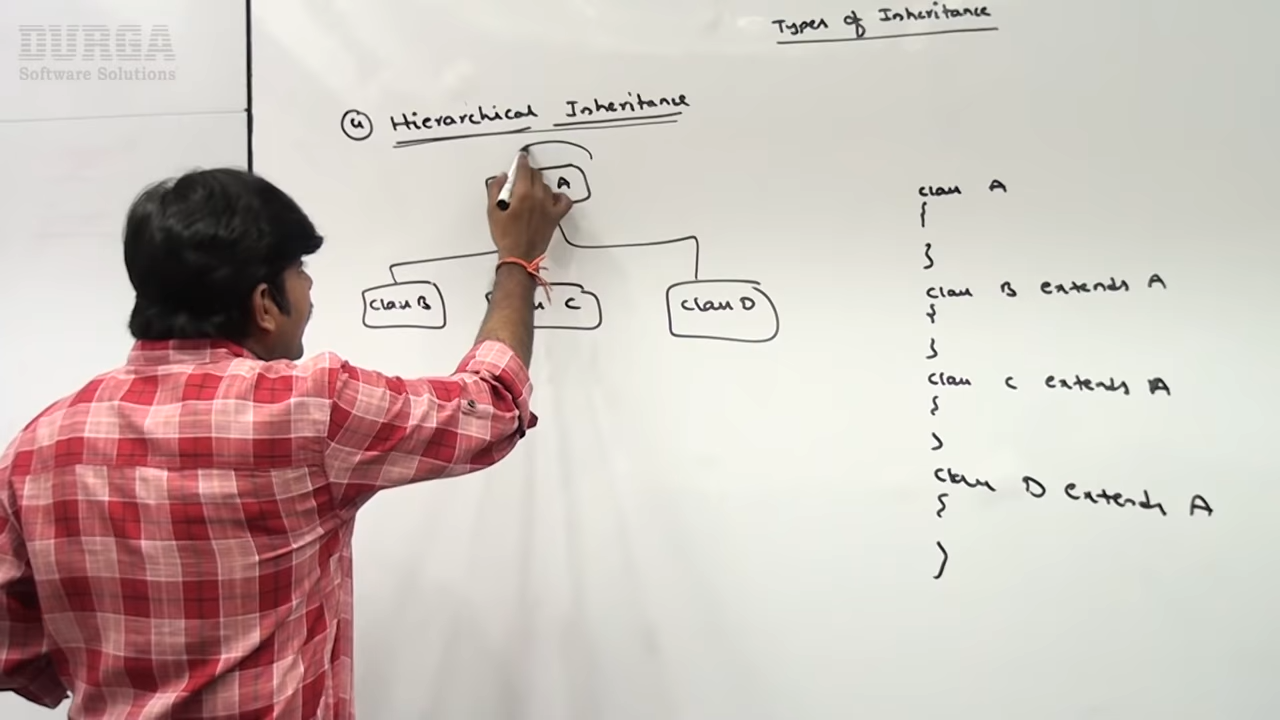 DURGA
Software Solutions
Types of Inheritance
4 Hierarchical Inheritance
A
Class B
C
Class D
class A
{
}
class B extends A
{
}
class C extends A
{
}
class D extends A
{
}